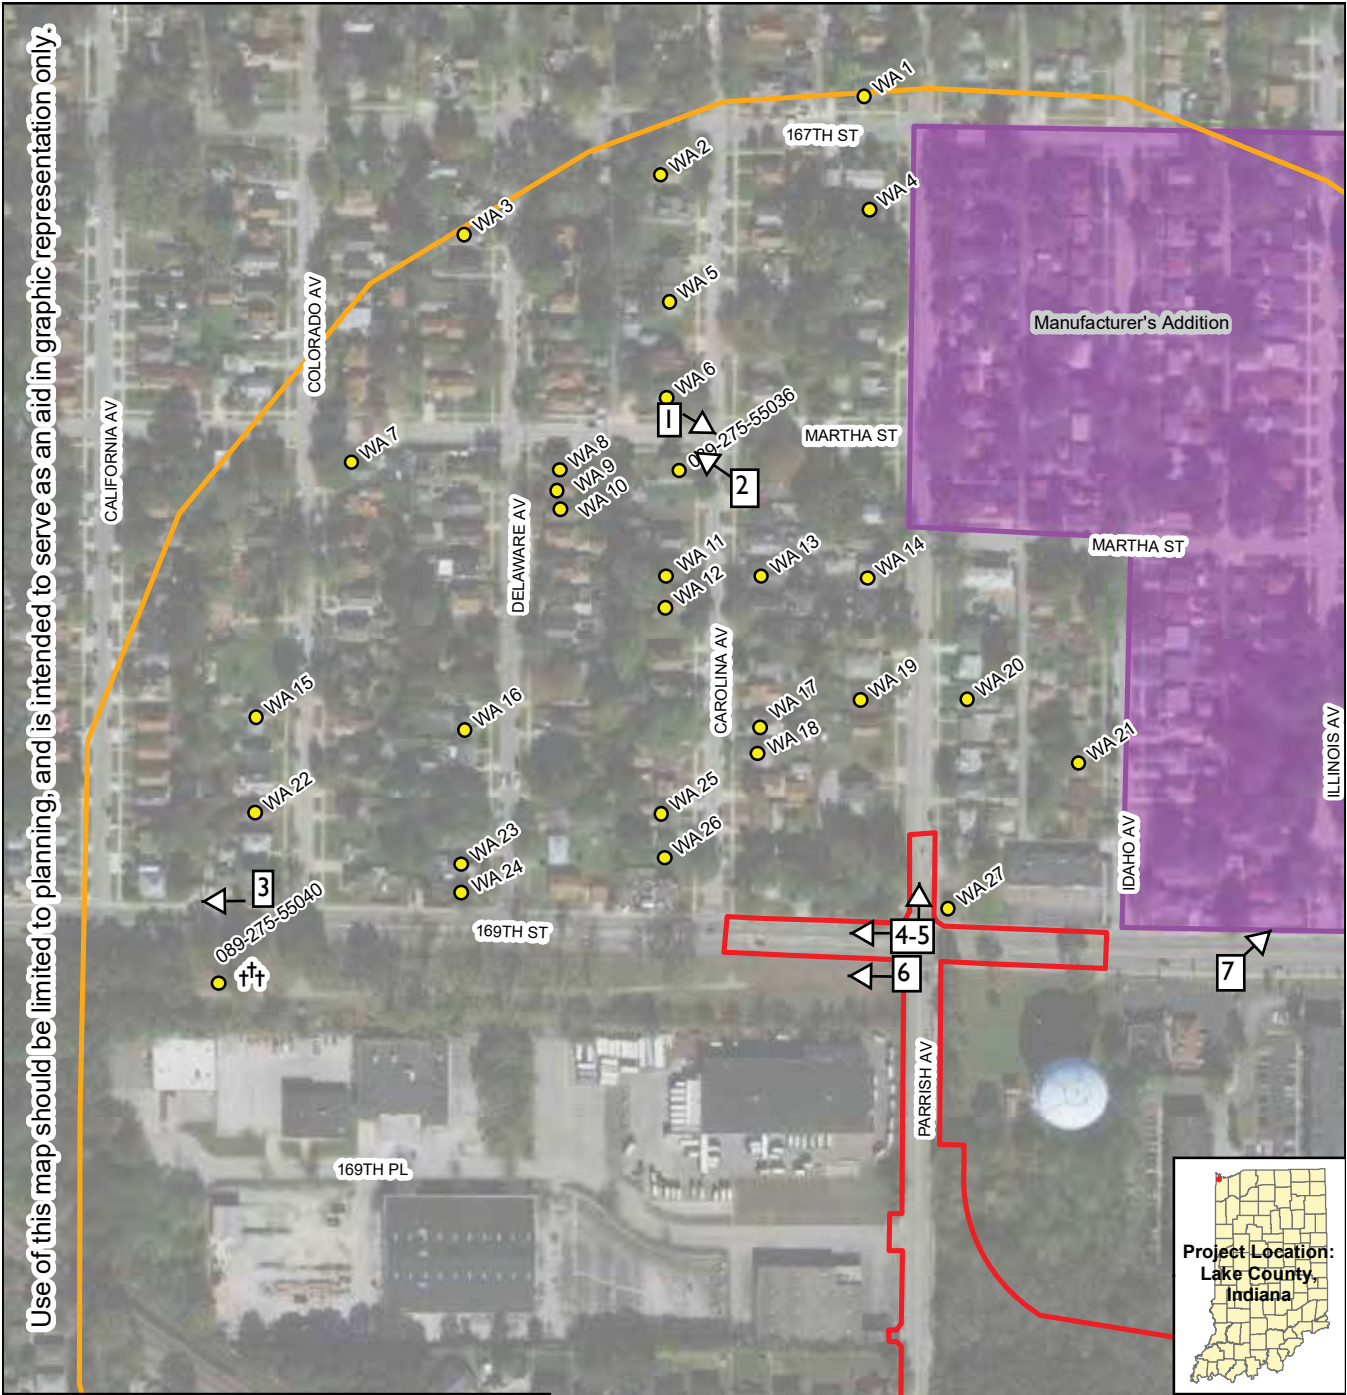 Use of this map should be limited to planning, and is intended to serve as an aid in graphic representation only.
WA 1
167TH ST
WA 2
WA 4
WA 3
WA 5
COLORADO AV
Manufacturer's Addition
WA 6
1
089-275-55036
MARTHA ST
CALIFORNIA AV
WA 7
WA 8
WA 9
WA 10
2
DELAWARE AV
MARTHA ST
WA 11
WA 12
WA 13
WA 14
CAROLINA AV
WA 15
WA 16
WA 17
WA 18
WA 19
WA 20
WA 21
ILLINOIS AV
WA 22
WA 25
WA 26
WA 23
WA 24
IDAHO AV
3
WA 27
089-275-55040
169TH ST
4-5
6
7
PARRISH AV
169TH PL
Project Location:
Lake County,
Indiana